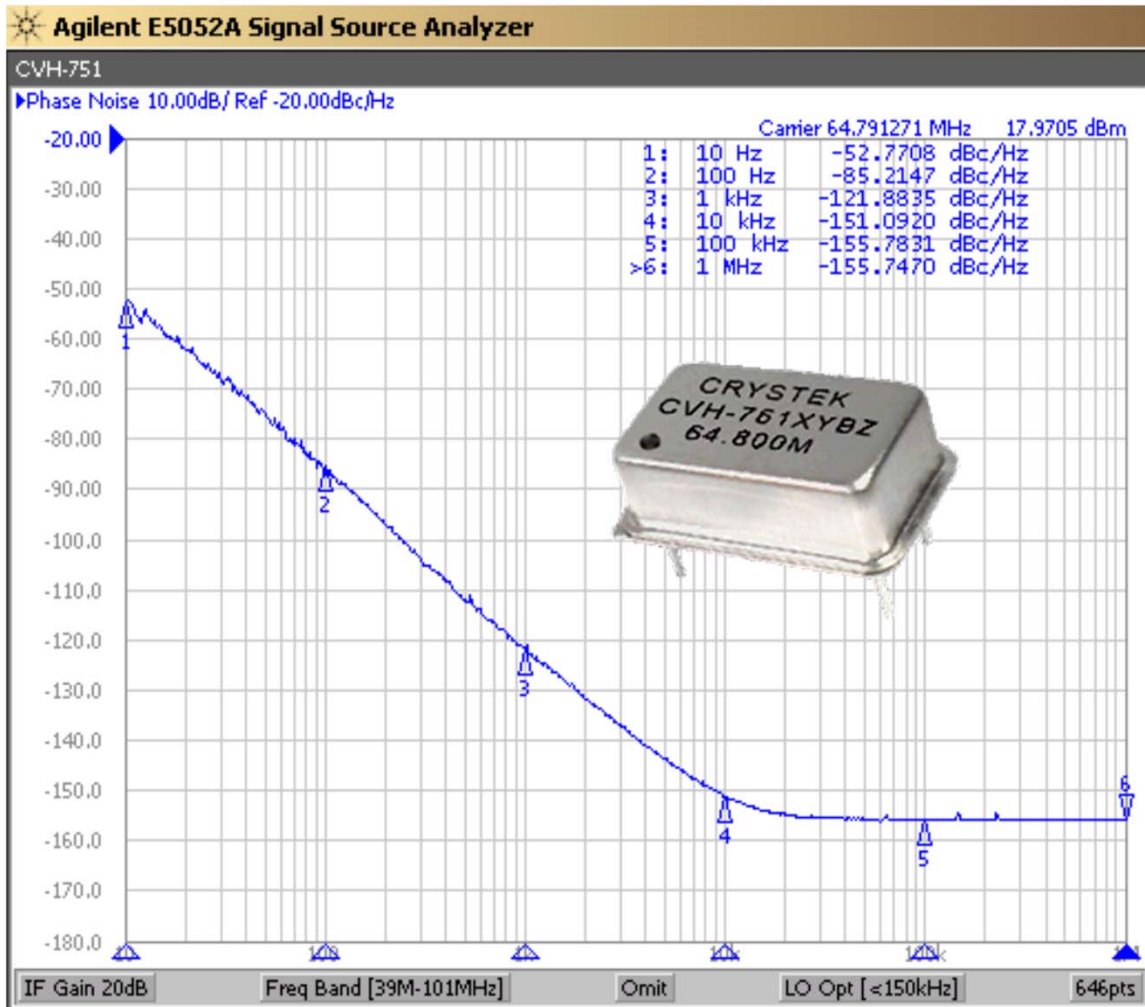 Agilent E5052A Signal Source Analyzer
CVH-751
Phase Noise 10.00dB/ Ref -20.00dBc/Hz
Carrier 64.791271 MHz 17.9705 dBm
1: 10 Hz -52.7708 dBc/Hz
2: 100 Hz -85.2147 dBc/Hz
3: 1 kHz -121.8835 dBc/Hz
4: 10 kHz -151.0920 dBc/Hz
5: 100 kHz -155.7831 dBc/Hz
>6: 1 MHz -155.7470 dBc/Hz
-20.00
-30.00
-40.00
-50.00
-60.00
-70.00
-80.00
-90.00
-100.0
-110.0
-120.0
-130.0
-140.0
-150.0
-160.0
-170.0
-180.0
1
2
3
4
5
6
CRYSTEK
CVH-761XYBZ
64.800M
10 100 1k 10k 100k 1M
IF Gain 20dB Freq Band [39M-101MHz] Omit LO Opt [<150kHz] 646pts